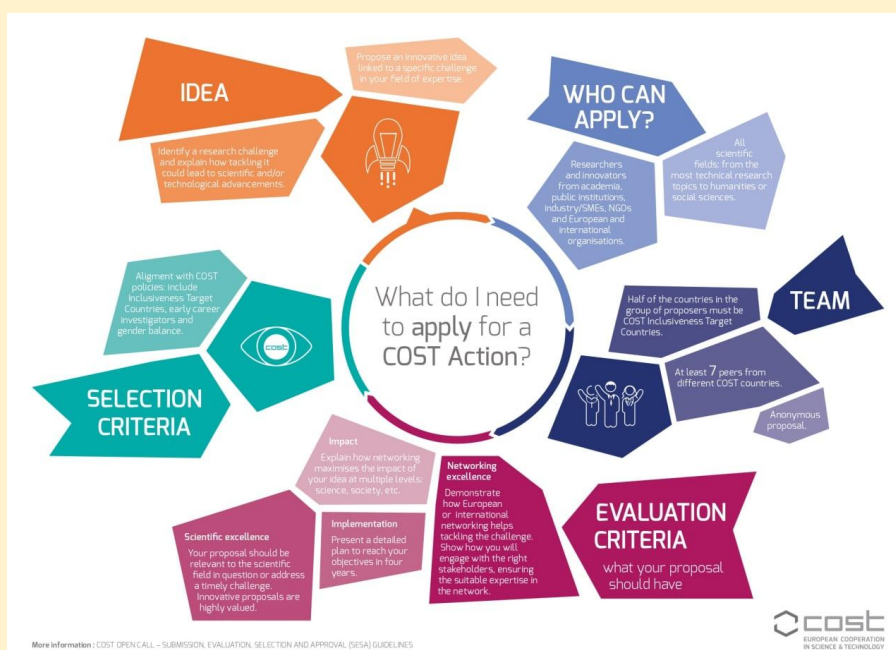 IDEA
Propose an innovative idea
linked to a specific challenge
in your field of expertise.
Identify a research challenge
and explain how tackling it
could lead to scientific and/or
technological advancements.
WHO CAN
APPLY?
All
scientific
fields: from the
most technical research
topics to humanities or
social sciences.
Researchers
and innovators
from academia,
public institutions,
industry/SMEs, NGOs
and European and
international
organisations.
TEAM
Half of the countries in the
group of proposers must be
COST Inclusiveness Target
Countries.
At least 7 peers from
different COST countries.
Anonymous
proposal.
What do I need
to apply for a
COST Action?
EVALUATION
CRITERIA
what your proposal
should have
Networking
excellence
Demonstrate
how European
or international
networking helps
tackling the challenge.
Show how you will
engage with the right
stakeholders, ensuring
the suitable expertise in
the network.
Impact
Explain how networking
maximises the impact of
your idea at multiple levels:
science, society, etc.
Implementation
Present a detailed
plan to reach your
objectives in four
years.
Scientific excellence
Your proposal should be
relevant to the scientific
field in question or address
a timely challenge.
Innovative proposals are
highly valued.
SELECTION
CRITERIA
Aligment with COST
policies: include
Inclusiveness Target
Countries, early career
investigators and
gender balance.
cost
More information : COST OPEN CALL – SUBMISSION, EVALUATION, SELECTION AND APPROVAL (SESA) GUIDELINES
cost
EUROPEAN COOPERATION
IN SCIENCE & TECHNOLOGY